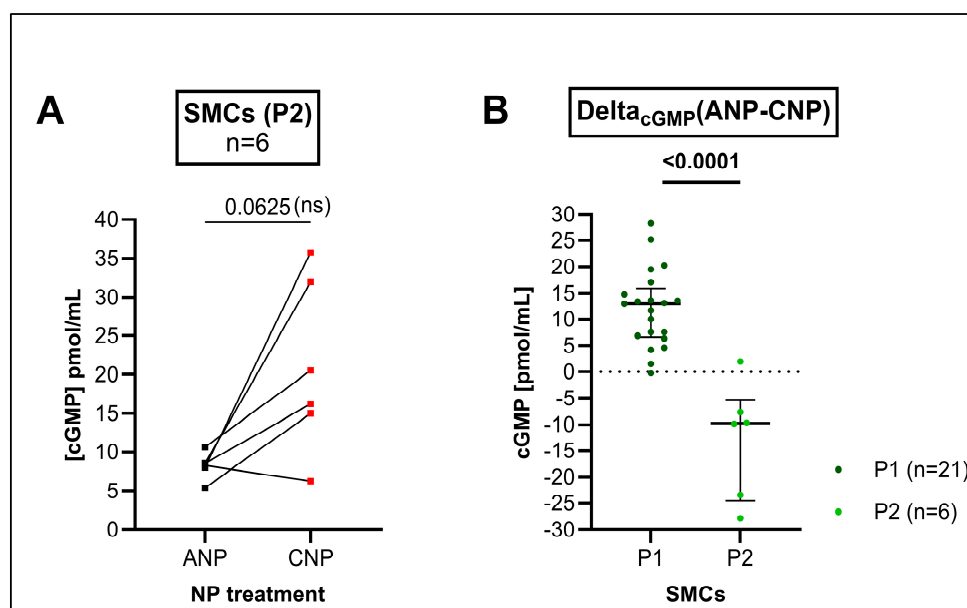 A
SMCs (P2)
n=6
0.0625 (ns)
40
35
30
25
20
15
10
5
0
[cGMP] pmol/mL
ANP
CNP
NP treatment
B
Delta_cGMP(ANP-CNP)
<0.0001
30
25
20
15
10
5
0
-5
-10
-15
-20
-25
-30
cGMP [pmol/mL]
P1
P2
SMCs
P1 (n=21)
P2 (n=6)